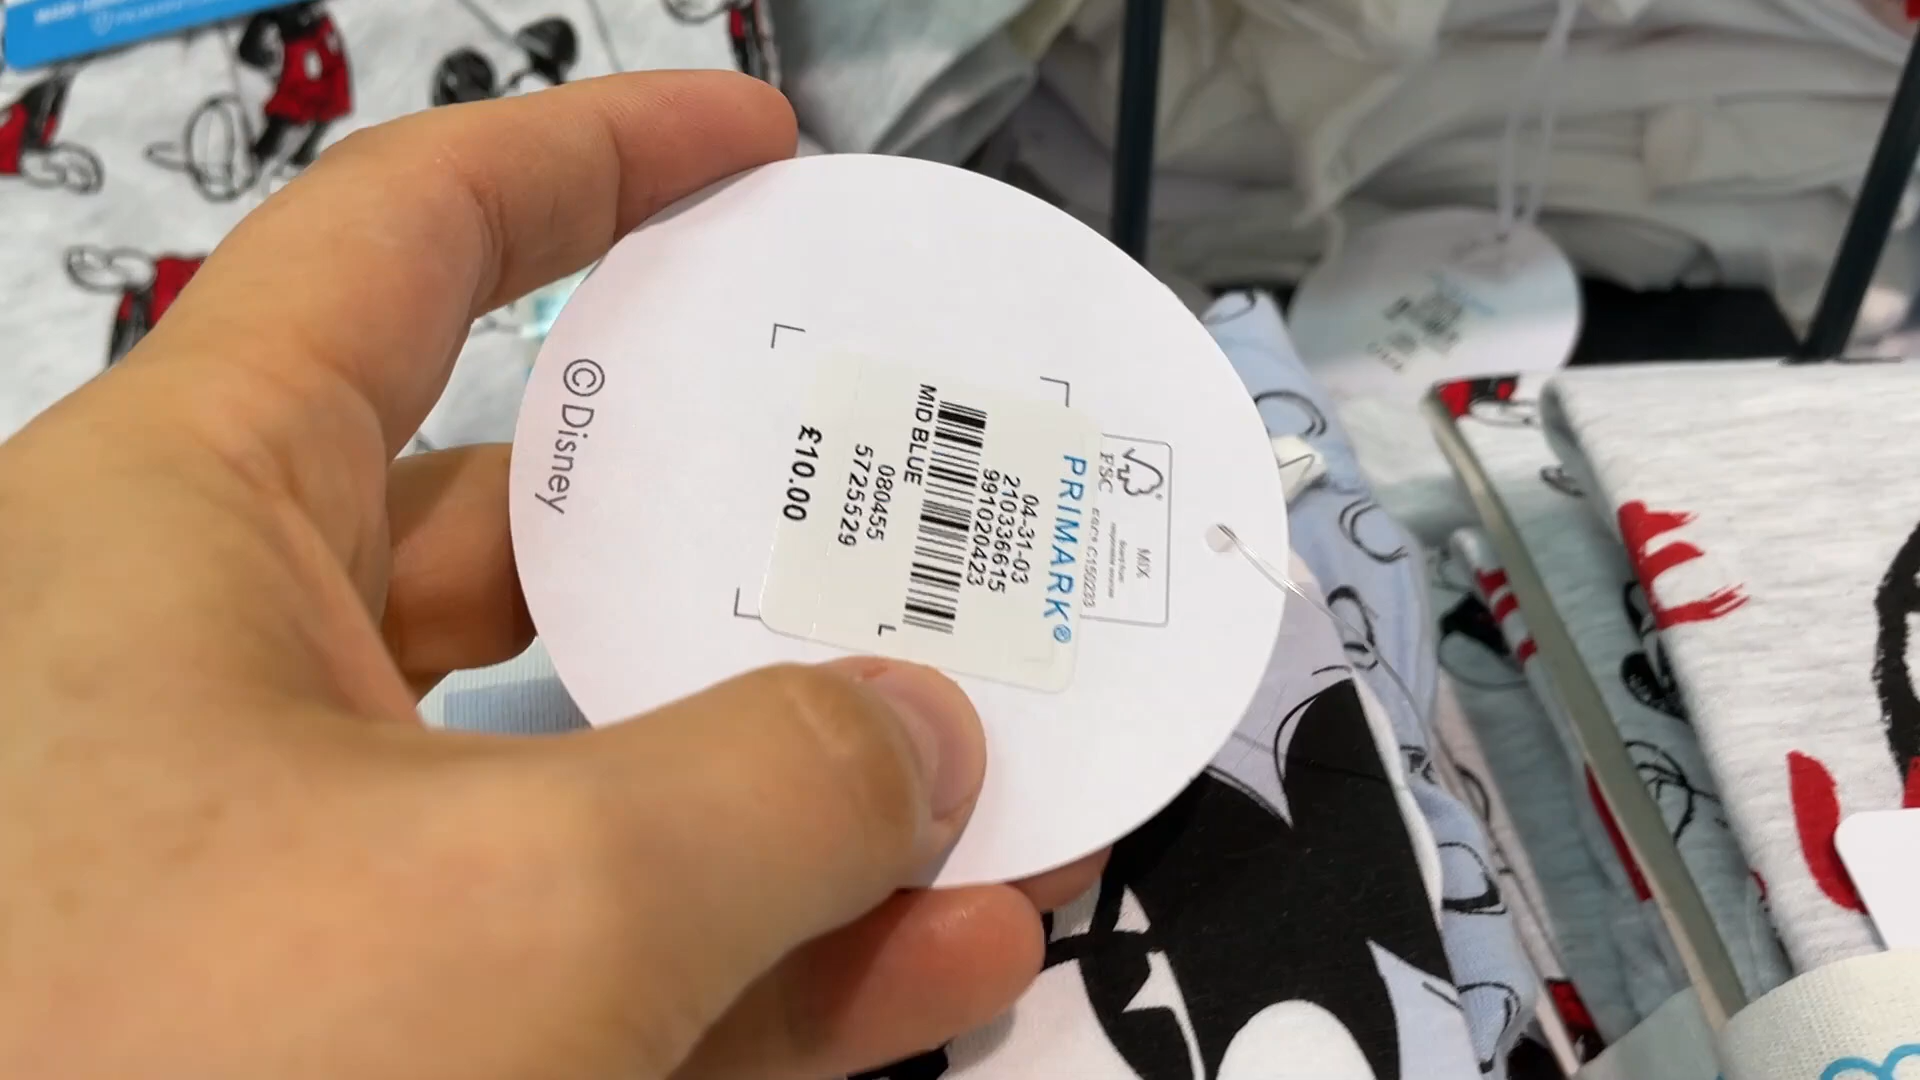 PRIMARK®
04-31-03
210336615
991020423
MID BLUE
L
080455
5725529
£10.00
FSC
MIX
©Disney